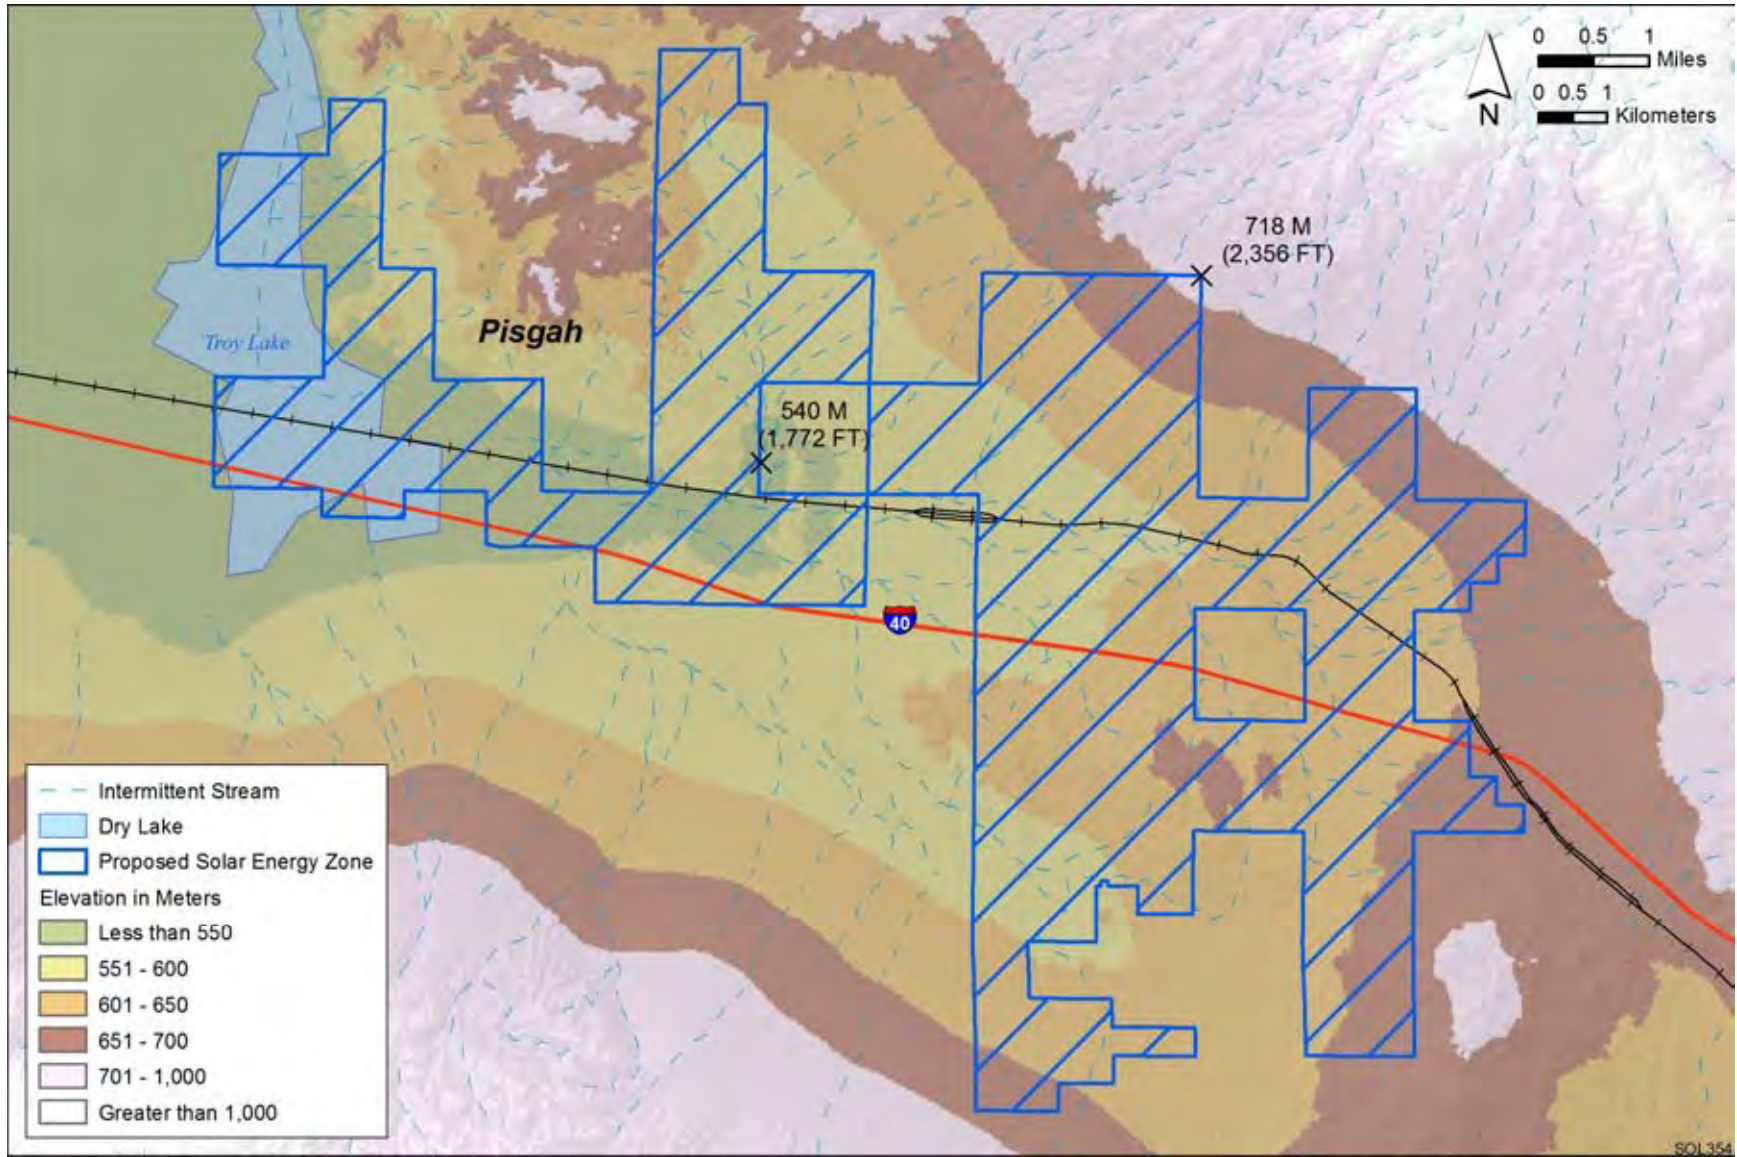 0 0.5 1
Miles
0 0.5 1
Kilometers
N
718 M
(2,356 FT)
Troy Lake
Pisgah
540 M
(1,772 FT)
40
Intermittent Stream
Dry Lake
Proposed Solar Energy Zone
Elevation in Meters
Less than 550
551 - 600
601 - 650
651 - 700
701 - 1,000
Greater than 1,000
SOL354